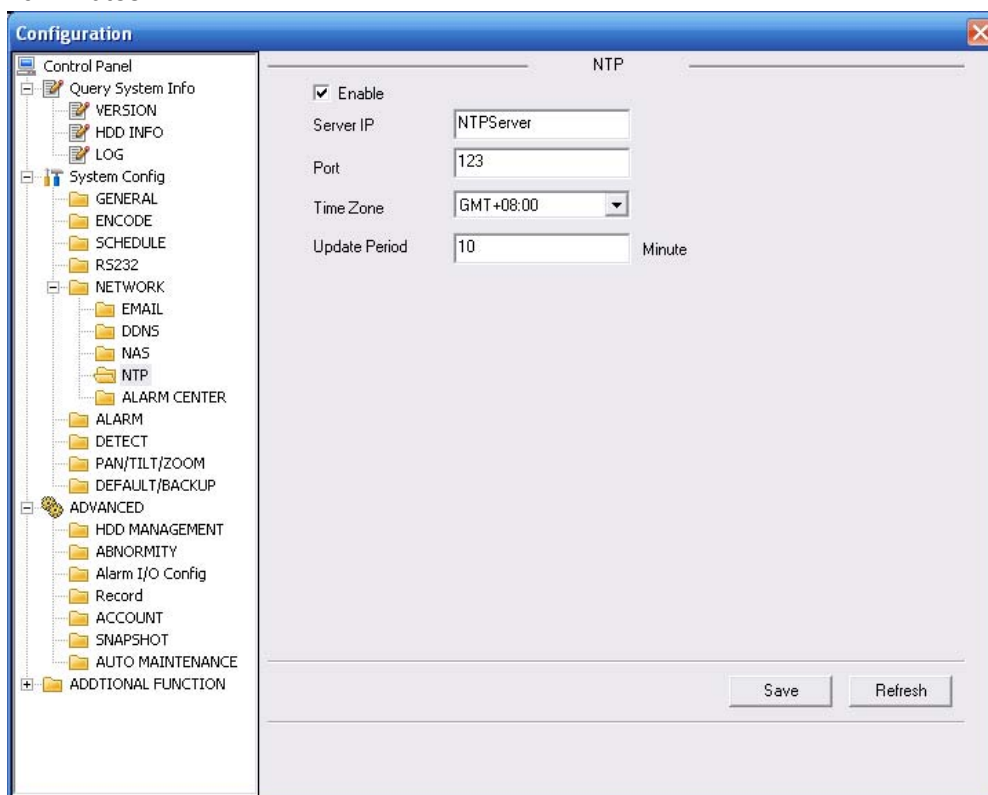 Configuration
Control Panel
Query System Info
VERSION
HDD INFO
LOG
System Config
GENERAL
ENCODE
SCHEDULE
RS232
NETWORK
EMAIL
DDNS
NAS
NTP
ALARM CENTER
ALARM
DETECT
PAN/TILT/ZOOM
DEFAULT/BACKUP
ADVANCED
HDD MANAGEMENT
ABNORMITY
Alarm I/O Config
Record
ACCOUNT
SNAPSHOT
AUTO MAINTENANCE
ADDTIONAL FUNCTION
NTP
Enable
Server IP NTPServer
Port 123
Time Zone GMT+08:00
Update Period 10 Minute
Save Refresh